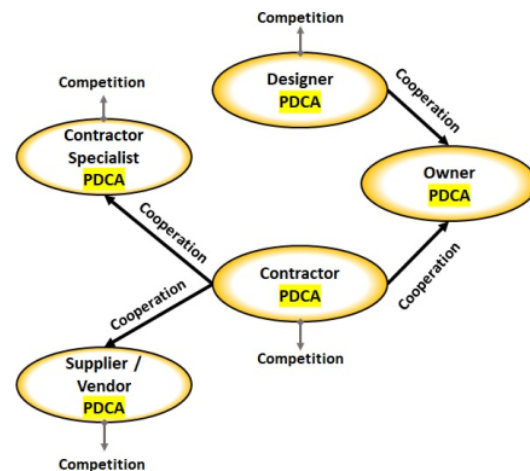 Competition
Designer
PDCA
Cooperation
Competition
Contractor
Specialist
PDCA
Owner
PDCA
Cooperation
Contractor
PDCA
Cooperation
Cooperation
Competition
Supplier /
Vendor
PDCA
Competition